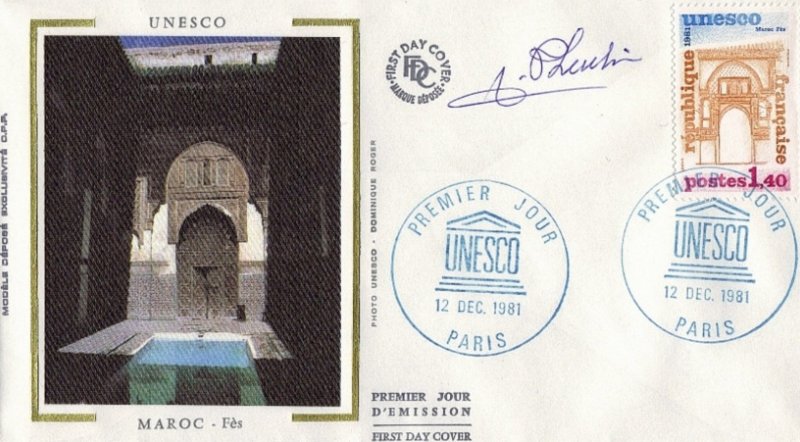 UNESCO
MODÈLE DÉPOSÉ EXCLUSIVITÉ C.P.P.
MAROC - Fès
PHOTO UNESCO - DOMINIQUE ROGER
FIRST DAY COVER
FDC
MARQUE DÉPOSÉE
unesco
1981
Maroc Fès
république
française
postes 1,40
PREMIER JOUR
UNESCO
12 DEC. 1981
PARIS
PREMIER JOUR
UNESCO
12 DEC. 1981
PARIS
PREMIER JOUR
D'EMISSION
FIRST DAY COVER